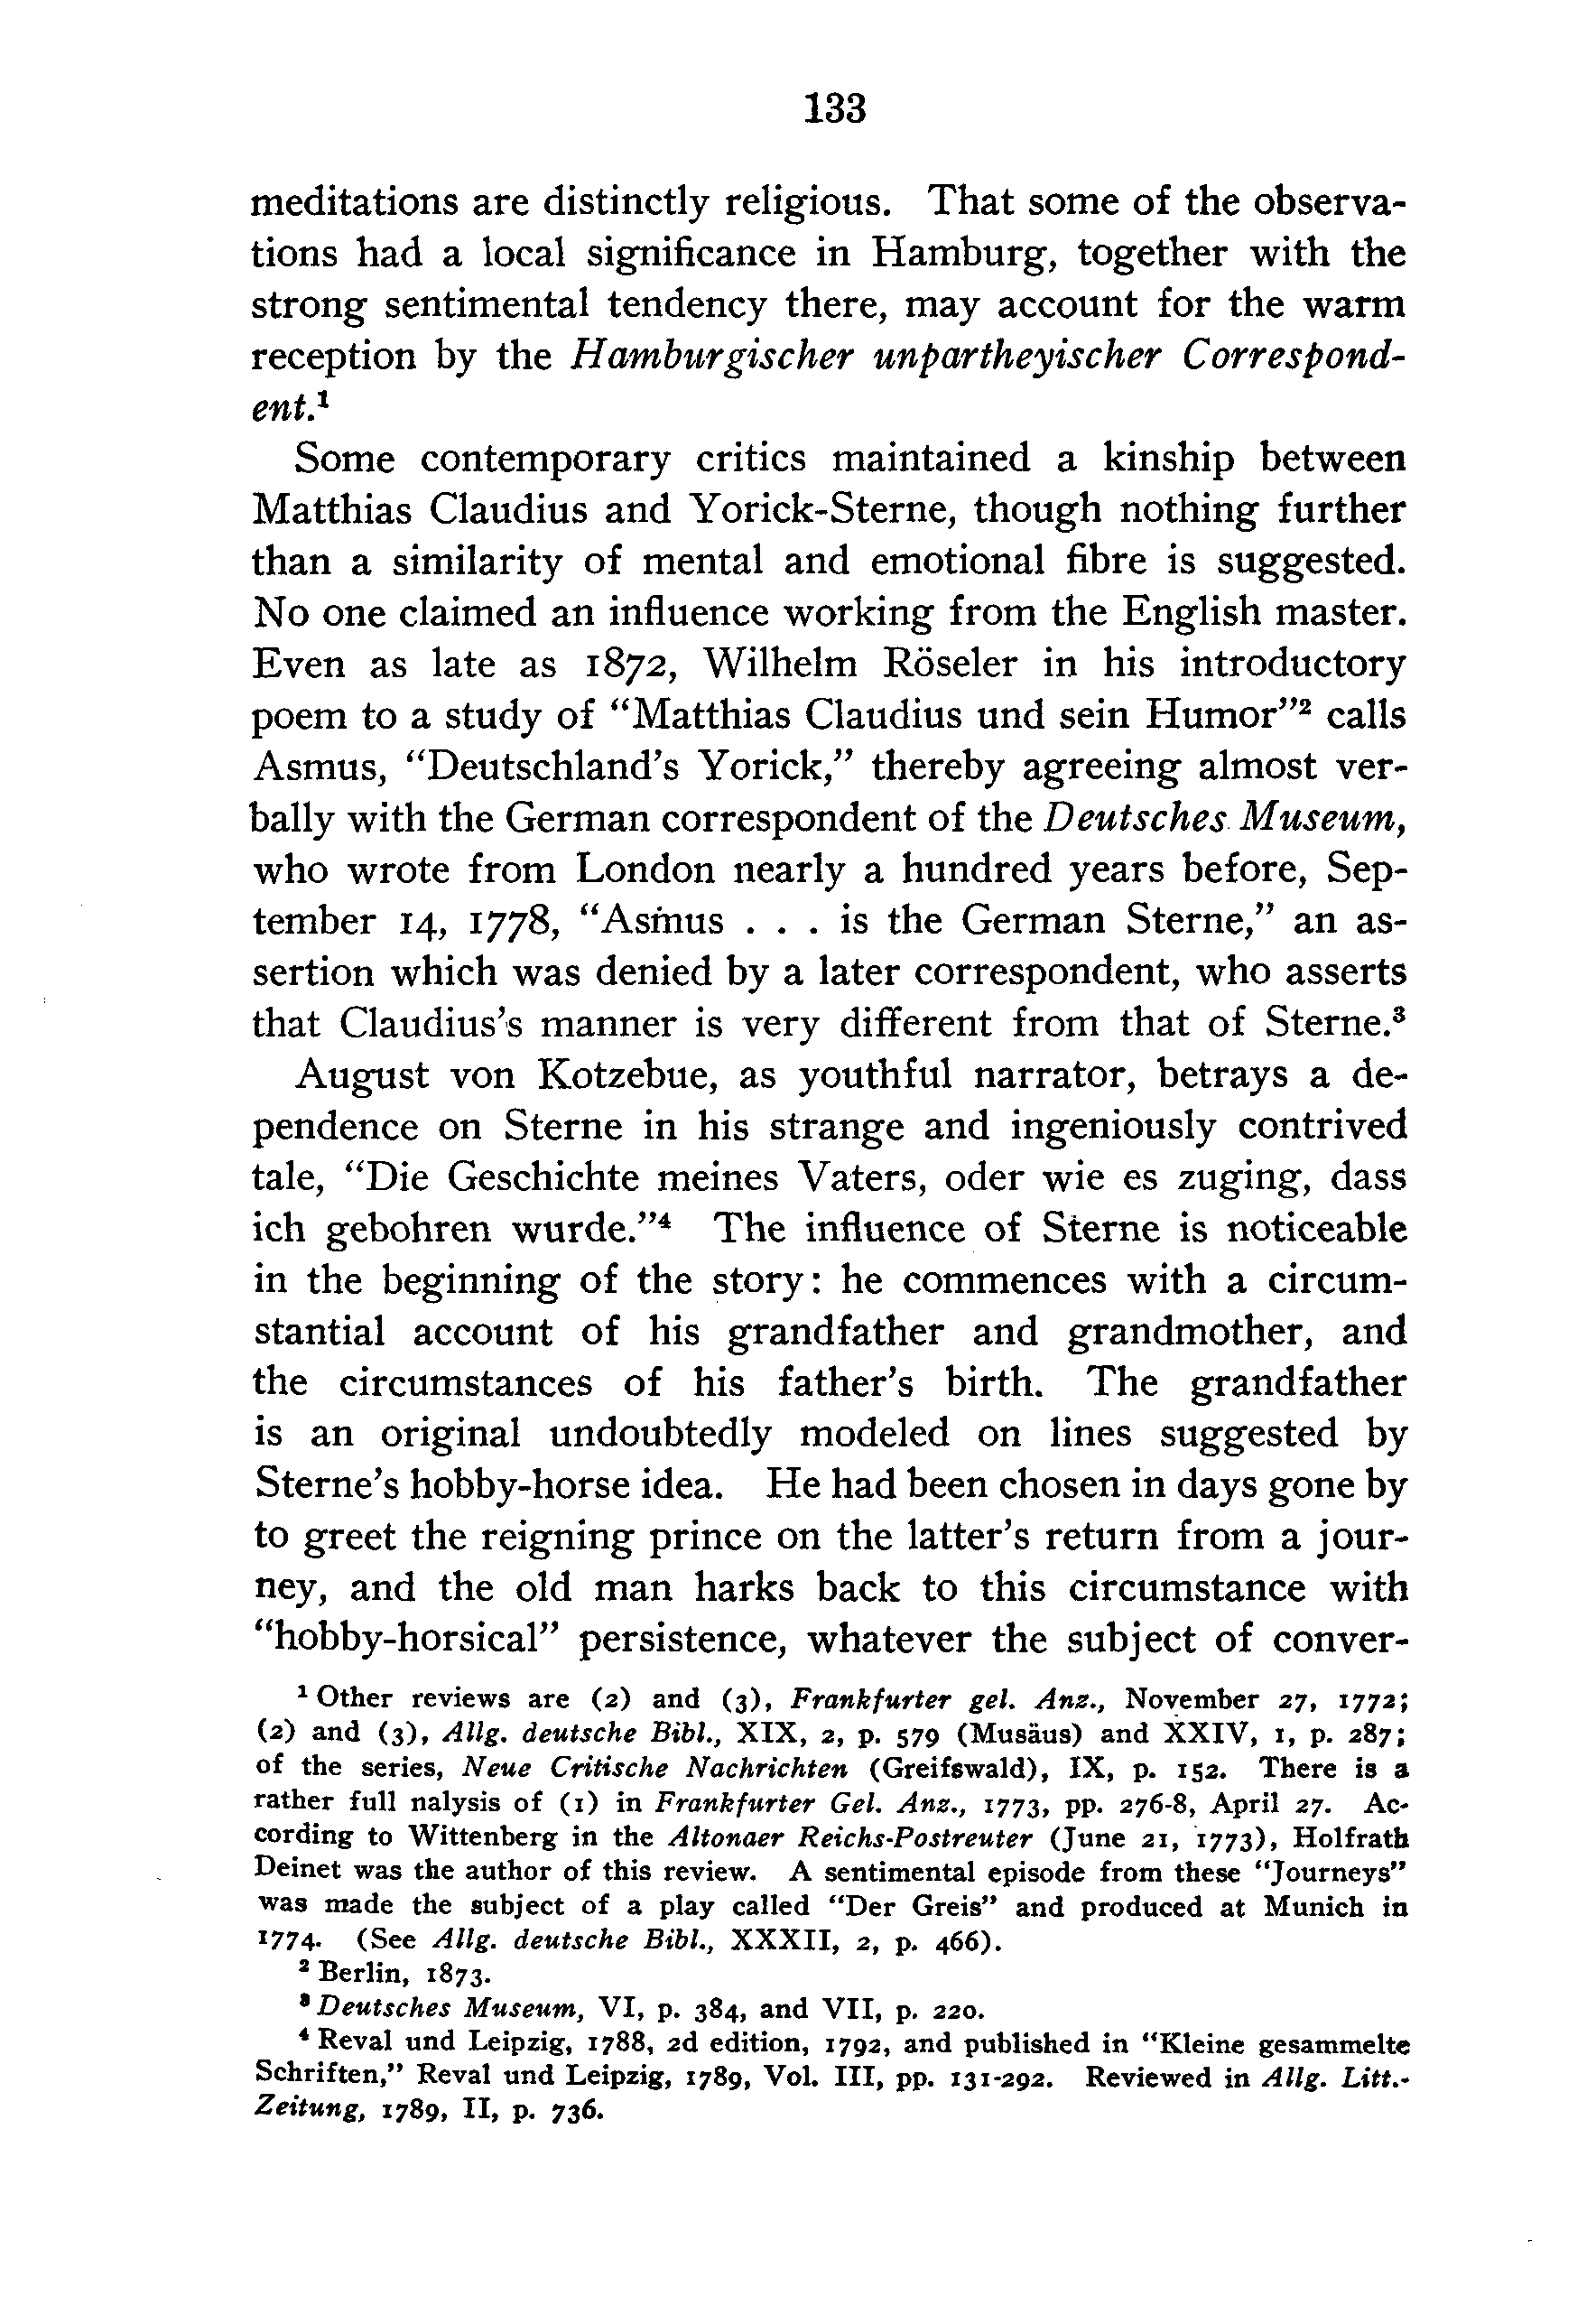 133
meditations are distinctly religious. That some of the observa-
tions had a local significance in Hamburg, together with the
strong sentimental tendency there, may account for the warm
reception by the Hamburgischer unpartheyischer Correspond-
ent.¹
Some contemporary critics maintained a kinship between
Matthias Claudius and Yorick-Sterne, though nothing further
than a similarity of mental and emotional fibre is suggested.
No one claimed an influence working from the English master.
Even as late as 1872, Wilhelm Röseler in his introductory
poem to a study of “Matthias Claudius und sein Humor”² calls
Asmus, “Deutschland’s Yorick,” thereby agreeing almost ver-
bally with the German correspondent of the Deutsches Museum,
who wrote from London nearly a hundred years before, Sep-
tember 14, 1778, “Asmus . . . is the German Sterne,” an as-
sertion which was denied by a later correspondent, who asserts
that Claudius’s manner is very different from that of Sterne.³
August von Kotzebue, as youthful narrator, betrays a de-
pendence on Sterne in his strange and ingeniously contrived
tale, “Die Geschichte meines Vaters, oder wie es zuging, dass
ich gebohren wurde.”⁴ The influence of Sterne is noticeable
in the beginning of the story: he commences with a circum-
stantial account of his grandfather and grandmother, and
the circumstances of his father’s birth. The grandfather
is an original undoubtedly modeled on lines suggested by
Sterne’s hobby-horse idea. He had been chosen in days gone by
to greet the reigning prince on the latter’s return from a jour-
ney, and the old man harks back to this circumstance with
“hobby-horsical” persistence, whatever the subject of conver-
¹ Other reviews are (2) and (3), Frankfurter gel. Anz., November 27, 1772;
(2) and (3), Allg. deutsche Bibl., XIX, 2, p. 579 (Musäus) and XXIV, 1, p. 287;
of the series, Neue Critische Nachrichten (Greifswald), IX, p. 152. There is a
rather full nalysis of (1) in Frankfurter Gel. Anz., 1773, pp. 276-8, April 27. Ac-
cording to Wittenberg in the Altonaer Reichs-Postreuter (June 21, 1773), Holfrath
Deinet was the author of this review. A sentimental episode from these “Journeys”
was made the subject of a play called “Der Greis” and produced at Munich in
1774. (See Allg. deutsche Bibl., XXXII, 2, p. 466).
² Berlin, 1873.
³ Deutsches Museum, VI, p. 384, and VII, p. 220.
⁴ Reval und Leipzig, 1788, 2d edition, 1792, and published in “Kleine gesammelte
Schriften,” Reval und Leipzig, 1789, Vol. III, pp. 131-292. Reviewed in Allg. Litt.-
Zeitung, 1789, II, p. 736.